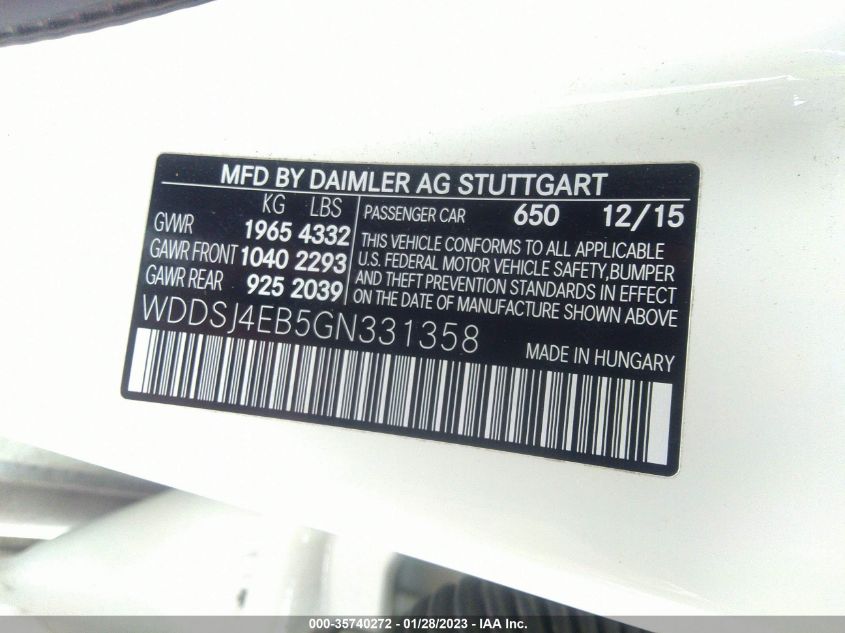 MFD BY DAIMLER AG STUTTGART
KG LBS
GVWR 1965 4332
GAWR FRONT 1040 2293
GAWR REAR 925 2039
PASSENGER CAR 650 12/15
THIS VEHICLE CONFORMS TO ALL APPLICABLE
U.S. FEDERAL MOTOR VEHICLE SAFETY,BUMPER
AND THEFT PREVENTION STANDARDS IN EFFECT
ON THE DATE OF MANUFACTURE SHOWN ABOVE
WDDSJ4EB5GN331358
MADE IN HUNGARY
000-35740272 / 01/28/2023 - IAA Inc.